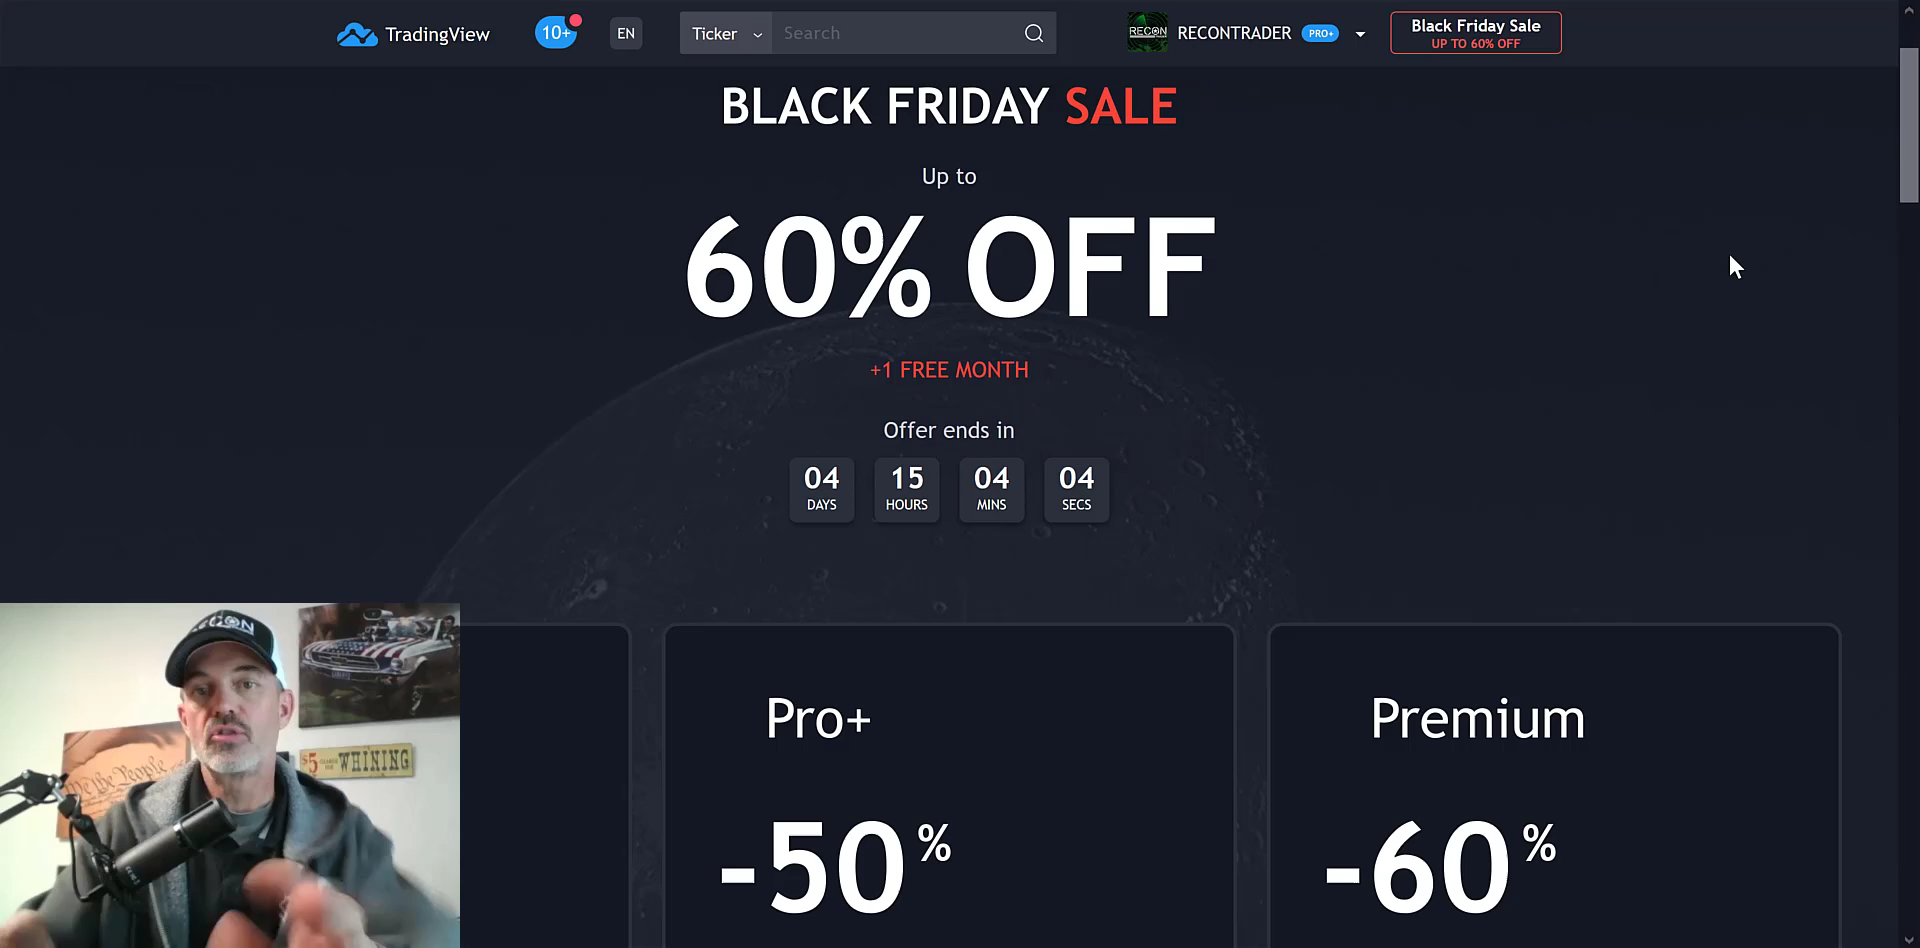 TradingView
10+
EN
Ticker
Search
RECON
RECONTRADER
PRO+
Black Friday Sale
UP TO 60% OFF
BLACK FRIDAY SALE
Up to
60% OFF
+1 FREE MONTH
Offer ends in
04 15 04 04
DAYS HOURS MINS SECS
Pro+
-50%
Premium
-60%
RECON
$5
WHINING
We the People